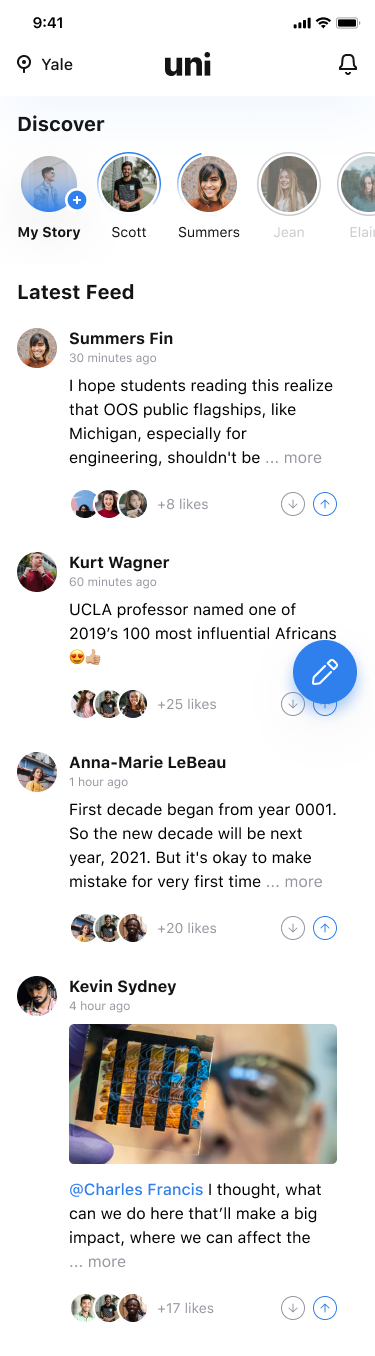 9:41
Yale
uni
Discover
My Story
Scott
Summers
Jean
Elai
Latest Feed
Summers Fin
30 minutes ago
I hope students reading this realize
that OOS public flagships, like
Michigan, especially for
engineering, shouldn't be ... more
+8 likes
Kurt Wagner
60 minutes ago
UCLA professor named one of
2019's 100 most influential Africans
😍👍🏼
+25 likes
Anna-Marie LeBeau
1 hour ago
First decade began from year 0001.
So the new decade will be next
year, 2021. But it's okay to make
mistake for very first time ... more
+20 likes
Kevin Sydney
4 hour ago
@Charles Francis I thought, what
can we do here that'll make a big
impact, where we can affect the
... more
+17 likes